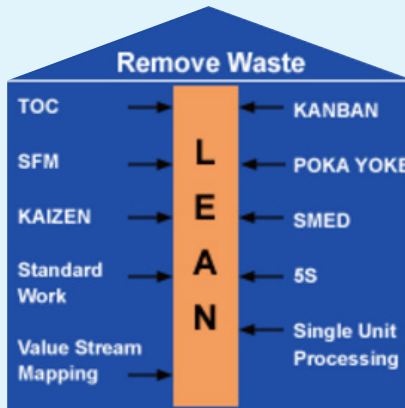 Remove Waste
TOC
SFM
KAIZEN
Standard
Work
Value Stream
Mapping
L
E
A
N
KANBAN
POKA YOKE
SMED
5S
Single Unit
Processing